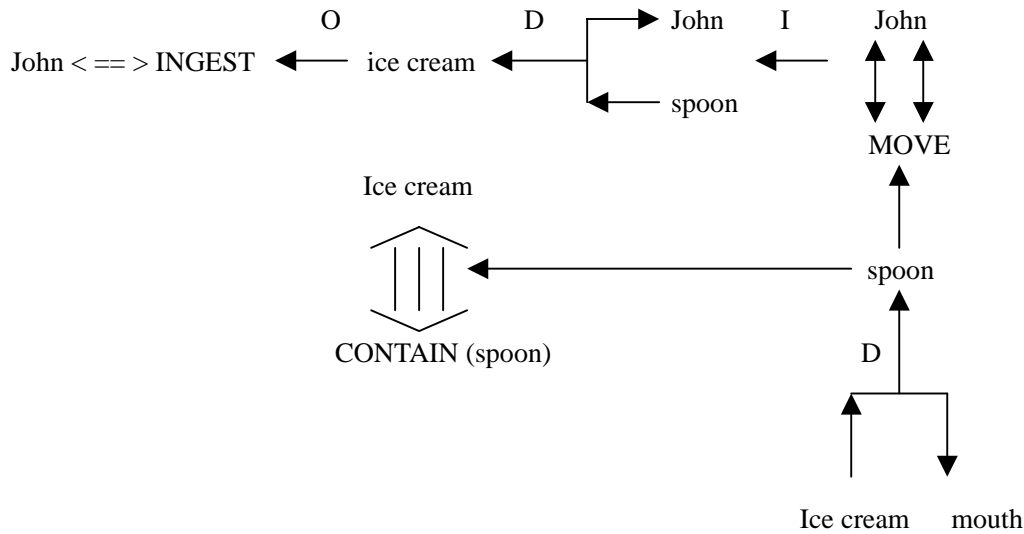 O D John I John
John < == > INGEST ice cream
spoon
MOVE
Ice cream
spoon
CONTAIN (spoon)
D
Ice cream mouth